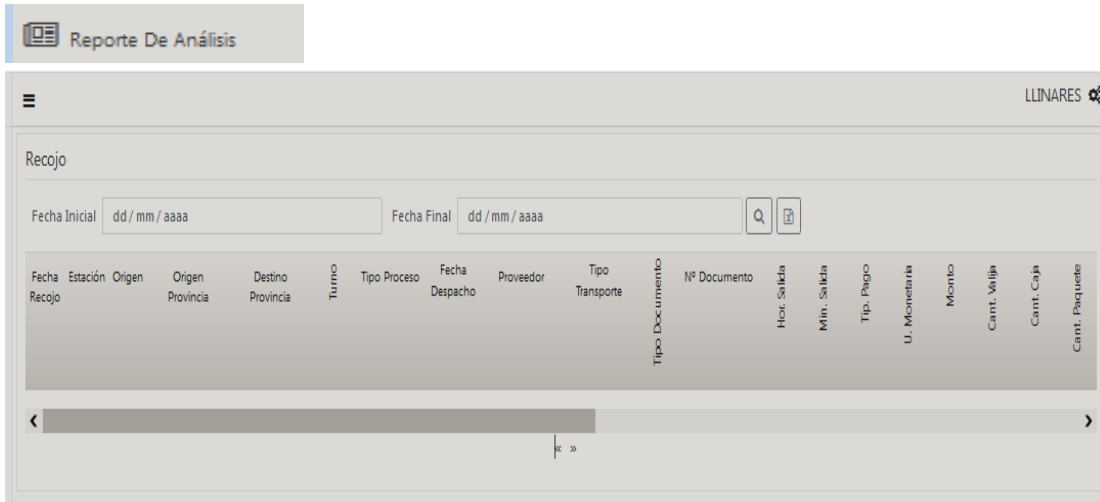 Reporte De Análisis
LLINARES
Recojo
Fecha Inicial dd / mm / aaaa Fecha Final dd / mm / aaaa
Fecha Recojo
Estación Origen
Origen Provincia
Destino Provincia
Turno
Tipo Proceso
Fecha Despacho
Proveedor
Tipo Transporte
Tipo Documento
Nº Documento
Hor. Salida
Min. Salida
Tip. Pago
U. Monetaria
Monto
Cant. Valija
Cant. Caja
Cant. Paquete
« »